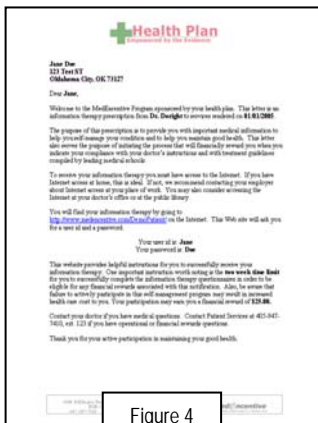 Health Plan
Empowered by the Evidence
Jane Doe
123 Test ST
Oklahoma City, OK 73127
Dear Jane,
Welcome to the MedEncentive Program sponsored by your health plan. This letter is an
information therapy prescription from Dr. Doright to services rendered on 01/01/2005.
The purpose of this prescription is to provide you with important medical information to
help you self-manage your condition and to help you maintain good health. This letter
also serves the purpose of initiating the process that will financially reward you when you
indicate your compliance with your doctor's instructions and with treatment guidelines
compiled by leading medical schools.
To receive your information therapy you must have access to the Internet. If you have
Internet access at home, this is ideal. If not, we recommend contacting your employer
about Internet access at your place of work. You may also consider accessing the
Internet at your doctor's office or at the public library.
You will find your information therapy by going to
http://www.medencentive.com/DemoPatient/ on the Internet. This Web site will ask you
for a user id and a password.
Your user id is: Jane
Your password is: Doe
This website provides helpful instructions for you to successfully receive your
information therapy. One important instruction worth noting is the two week time limit
for you to successfully complete the information therapy questionnaire in order to be
eligible for any financial rewards associated with this notification. Also, be aware that
failure to actively participate in this self management program may result in increased
health care cost to you. Your participation may earn you a financial reward of $25.00.
Contact your doctor if you have medical questions. Contact Patient Services at 405-947-
7410, ext. 123 if you have operational or financial rewards questions.
Thank you for your active participation in maintaining your good health.
Figure 4